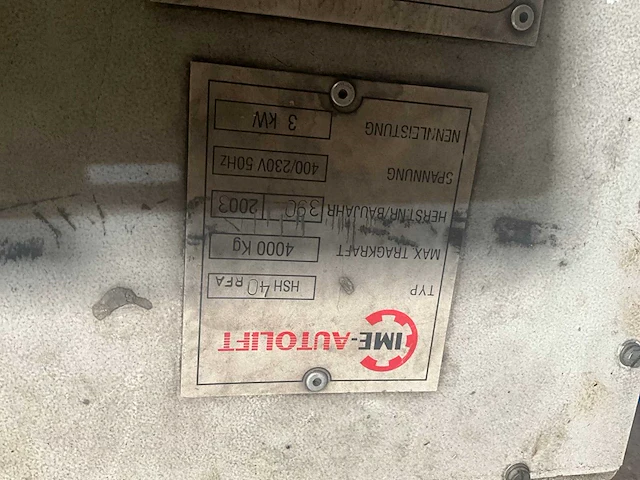 IME-AUTOLIFT
TYP HSH 40 RFA
MAX. TRAGKRAFT 4000 Kg
HERST.NR/BAUJAHR 390 2003
SPANNUNG 400/230V 50Hz
NENNLEISTUNG 3 kW